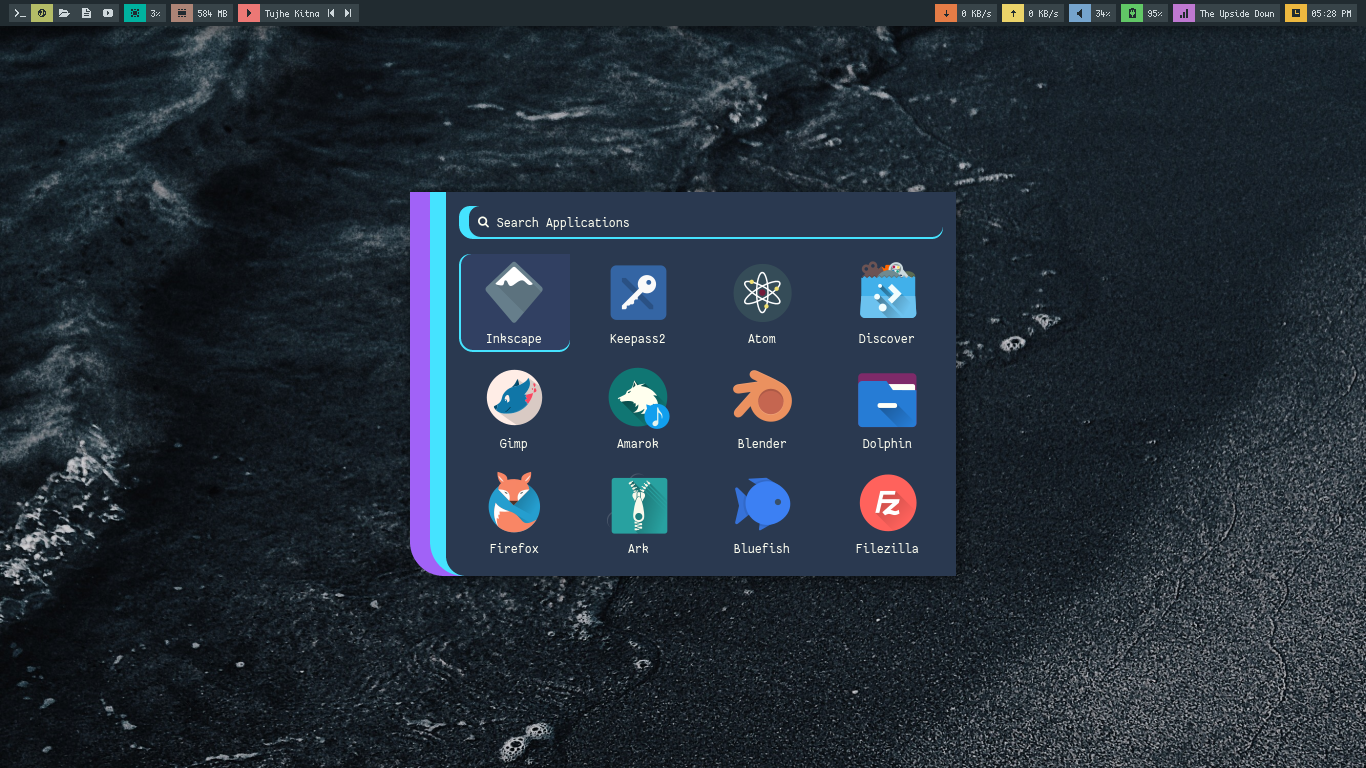 3% 584 MB Tujhe Kitna 0 KB/s 0 KB/s 34% 95% The Upside Down 05:28 PM
Search Applications
Inkscape Keepass2 Atom Discover
Gimp Amarok Blender Dolphin
Fz
Firefox Ark Bluefish Filezilla